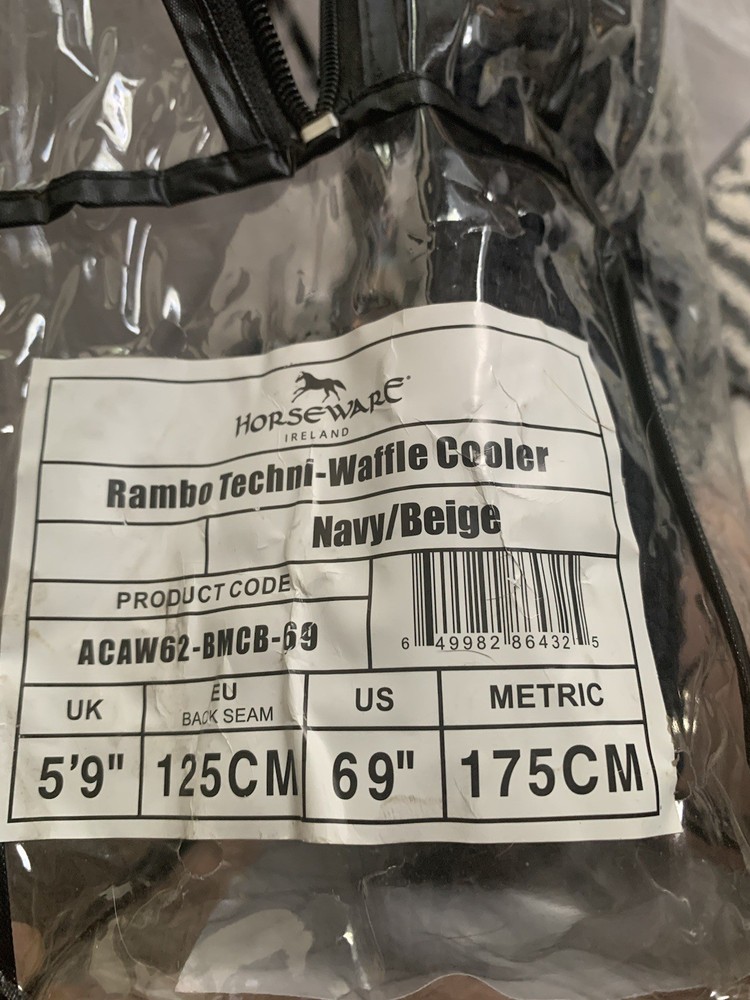 HORSEWARE®
IRELAND
Rambo Techni-Waffle Cooler
Navy/Beige
PRODUCT CODE
ACAW62-BMCB-69
6 49982 86432 5
UK
EU
BACK SEAM
US
METRIC
5'9"
125CM
69"
175CM